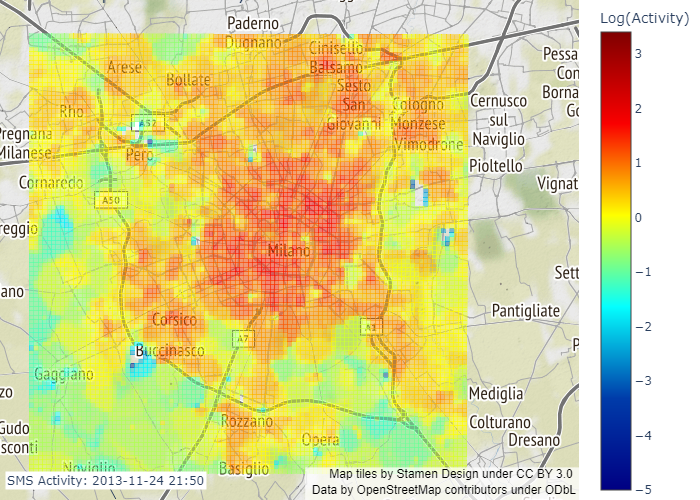 Paderno
Dugnano
Cinisello
Balsamo
Arese
Bollate
Sesto
San
Giovanni
Rho
Cologno
Monzese
Vimodrone
Cernusco
sul
Naviglio
Pioltello
Pessa
Con
Borna
Go
A52
Pregnana
Milanese
Pero
Cornaredo
Vignat
A50
reggio
Milano
Sett
ano
Pantigliate
Corsico
A7
A1
P
Buccinasco
Gaggiano
zo
Mediglia
Rozzano
Colturano
Gudo
sconti
Opera
Dresano
Noviglio
Basiglio
SMS Activity: 2013-11-24 21:50
Map tiles by Stamen Design under CC BY 3.0
Data by OpenStreetMap contributors under ODbL
Log(Activity)
3
2
1
0
−1
−2
−3
−4
−5